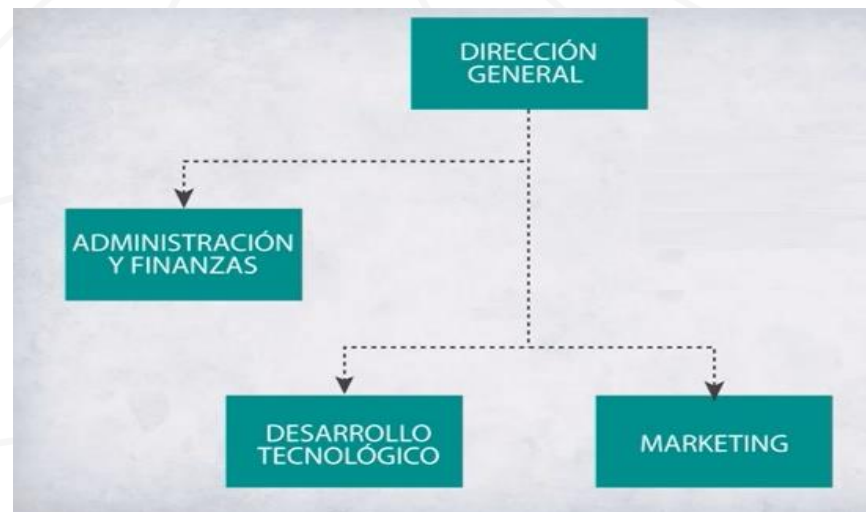 DIRECCIÓN
GENERAL
ADMINISTRACIÓN
Y FINANZAS
DESARROLLO
TECNOLÓGICO
MARKETING